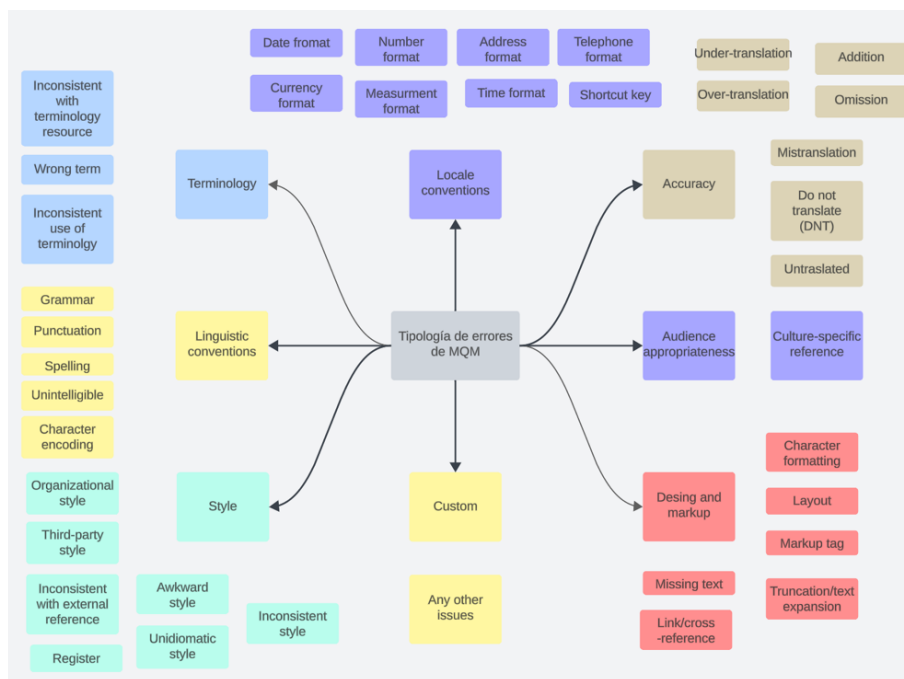 Date fromat
Number
format
Address
format
Telephone
format
Currency
format
Measurment
format
Time format
Shortcut key
Under-translation
Addition
Over-translation
Omission
Inconsistent
with
terminology
resource
Wrong term
Inconsistent
use of
terminolgy
Terminology
Locale
conventions
Accuracy
Mistranslation
Do not
translate
(DNT)
Untraslated
Grammar
Punctuation
Spelling
Unintelligible
Character
encoding
Linguistic
conventions
Tipología de errores
de MQM
Audience
appropriateness
Culture-specific
reference
Organizational
style
Third-party
style
Inconsistent
with external
reference
Register
Awkward
style
Unidiomatic
style
Inconsistent
style
Style
Custom
Any other
issues
Desing and
markup
Character
formatting
Layout
Markup tag
Truncation/text
expansion
Missing text
Link/cross
-reference